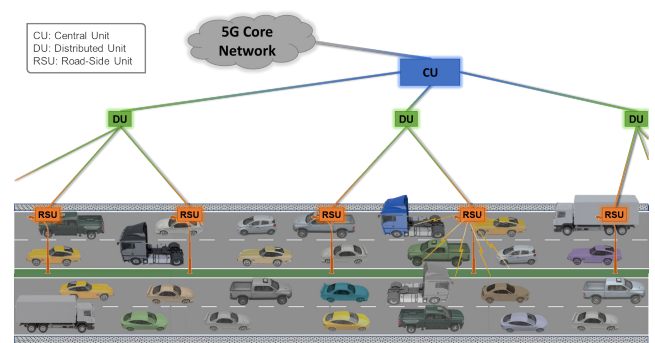 CU: Central Unit
DU: Distributed Unit
RSU: Road-Side Unit
5G Core
Network
CU
DU
DU
DU
RSU
RSU
RSU
RSU
RSU